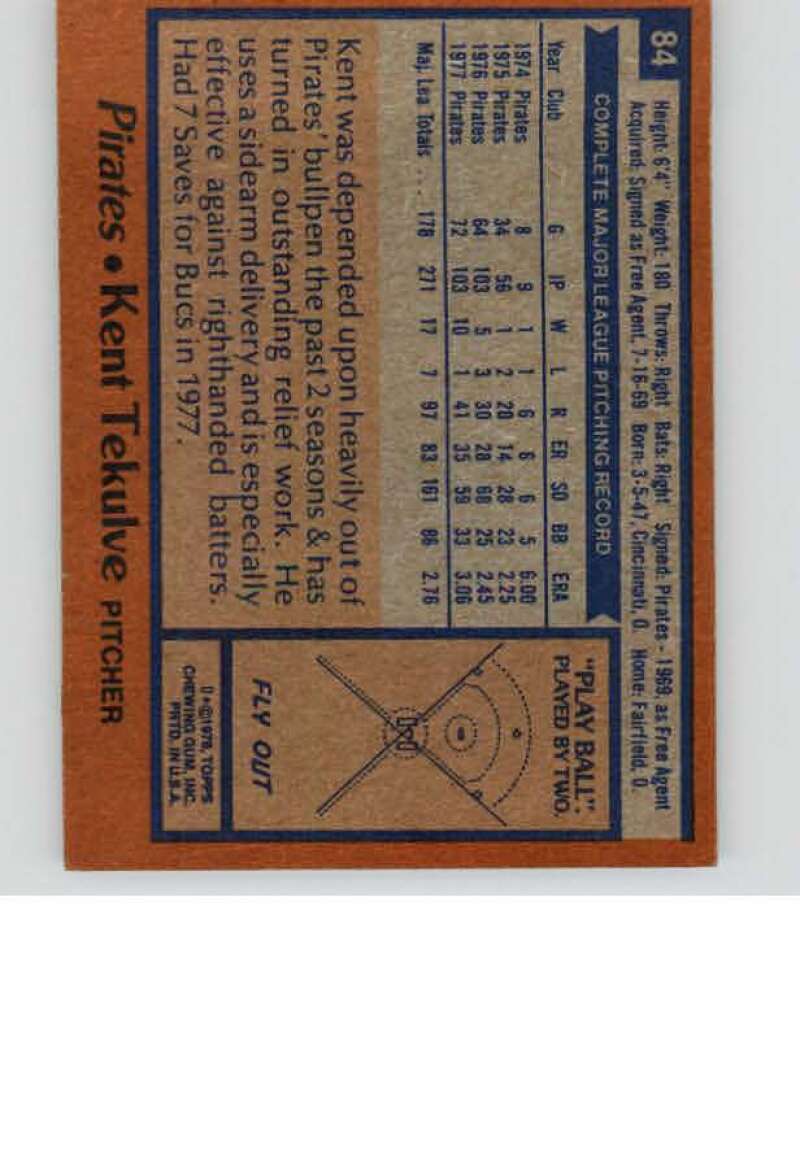 84
Height: 6'4" Weight: 180 Throws: Right Bats: Right Signed: Pirates - 1969, as Free Agent
Acquired: Signed as Free Agent, 7-16-69 Born: 3-5-47, Cincinnati, O. Home: Fairfield, O.
COMPLETE MAJOR LEAGUE PITCHING RECORD
Year Club G IP W L R ER SO BB ERA
1974 Pirates 8 9 1 1 6 6 6 5 6.00
1975 Pirates 34 56 1 2 20 14 28 23 2.25
1976 Pirates 64 103 5 3 30 28 68 25 2.45
1977 Pirates 72 103 10 1 41 35 59 33 3.06
Maj. Lea Totals . . . 178 271 17 7 97 83 161 86 2.76
Kent was depended upon heavily out of
Pirates' bullpen the past 2 seasons & has
turned in outstanding relief work. He
uses a sidearm delivery and is especially
effective against righthanded batters.
Had 7 Saves for Bucs in 1977.
"PLAY BALL".
PLAYED BY TWO.
FLY OUT
D★©1978, TOPPS
CHEWING GUM, INC.
PRTD. IN U.S.A.
Pirates • Kent Tekulve PITCHER